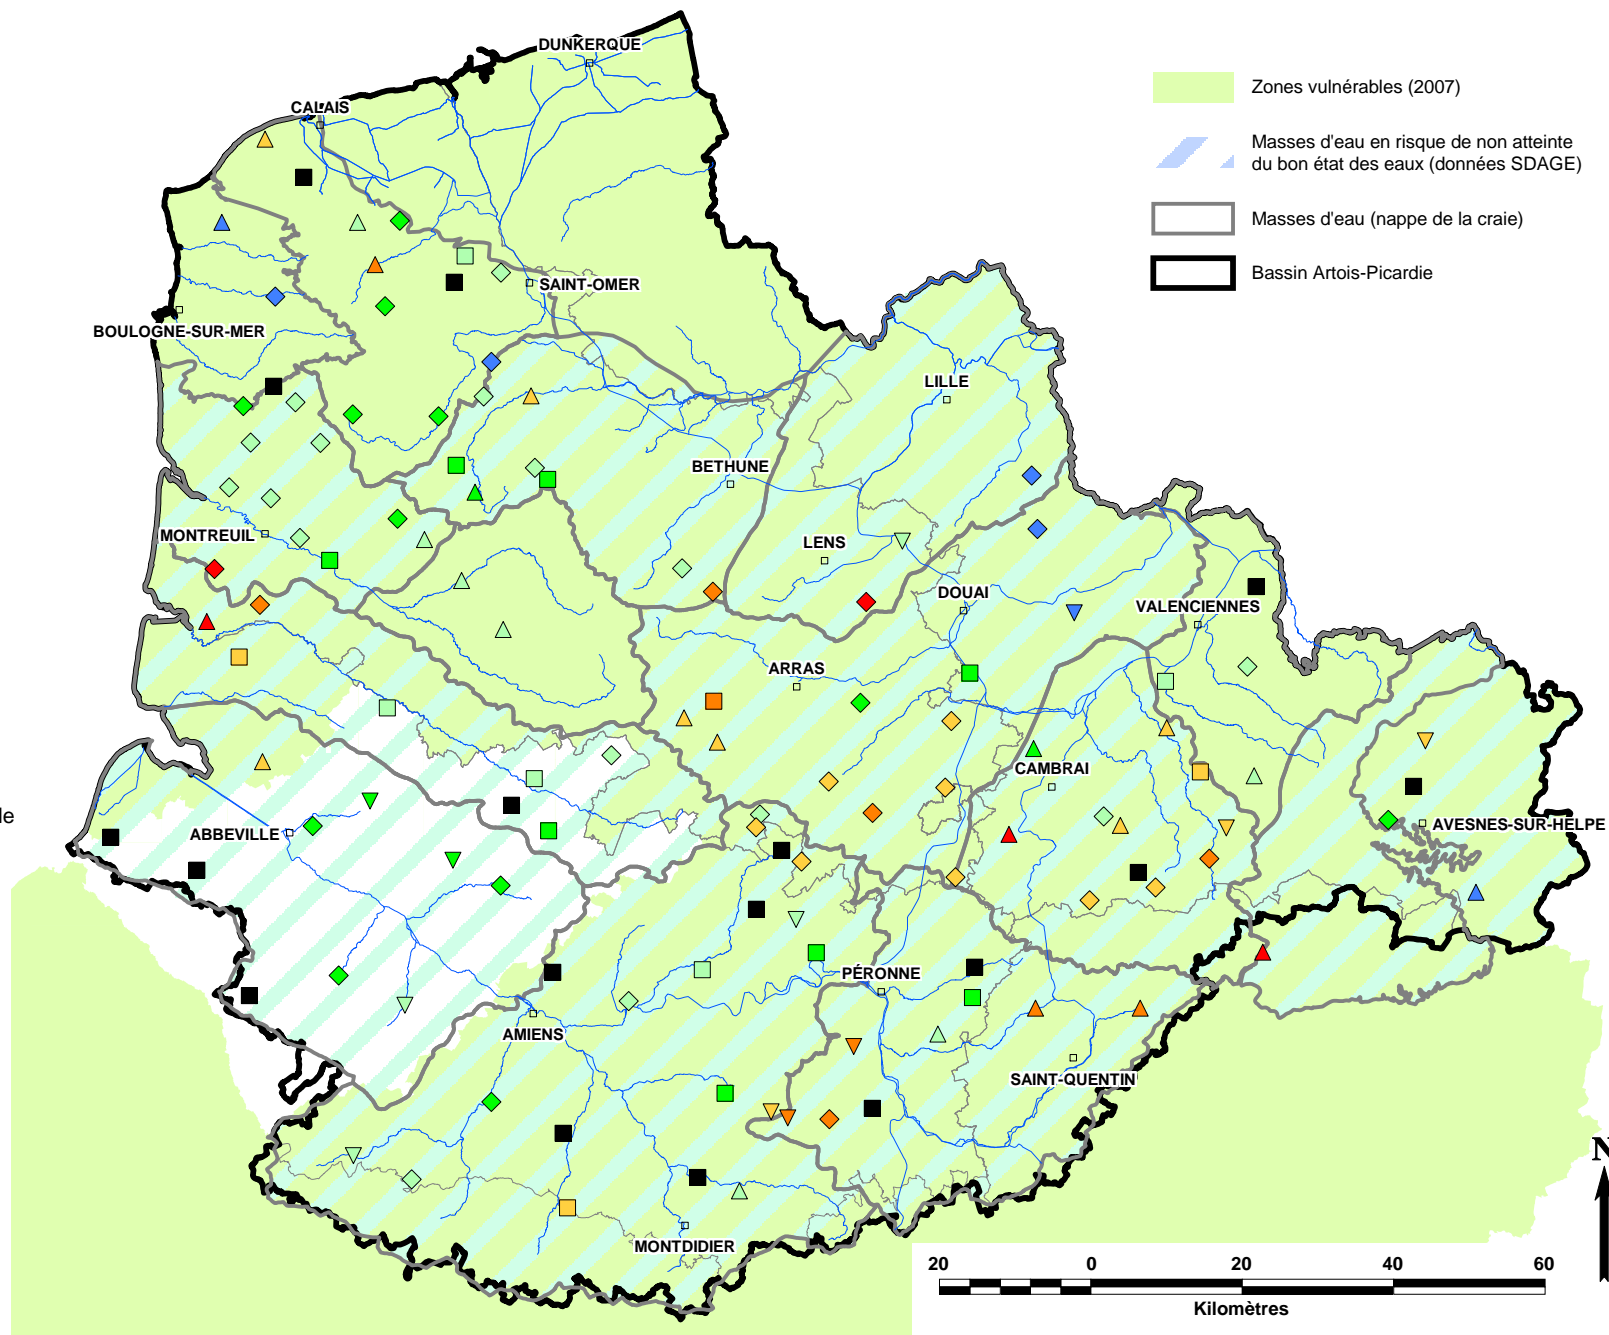 DUNKERQUE
CALAIS
Zones vulnérables (2007)
Masses d'eau en risque de non atteinte
du bon état des eaux (données SDAGE)
Masses d'eau (nappe de la craie)
Bassin Artois-Picardie
SAINT-OMER
BOULOGNE-SUR-MER
LILLE
BETHUNE
MONTREUIL
LENS
DOUAI
VALENCIENNES
ARRAS
CAMBRAI
le
ABBEVILLE
AVESNES-SUR-HELPE
PÉRONNE
AMIENS
SAINT-QUENTIN
N
MONTDIDIER
20 0 20 40 60
Kilomètres